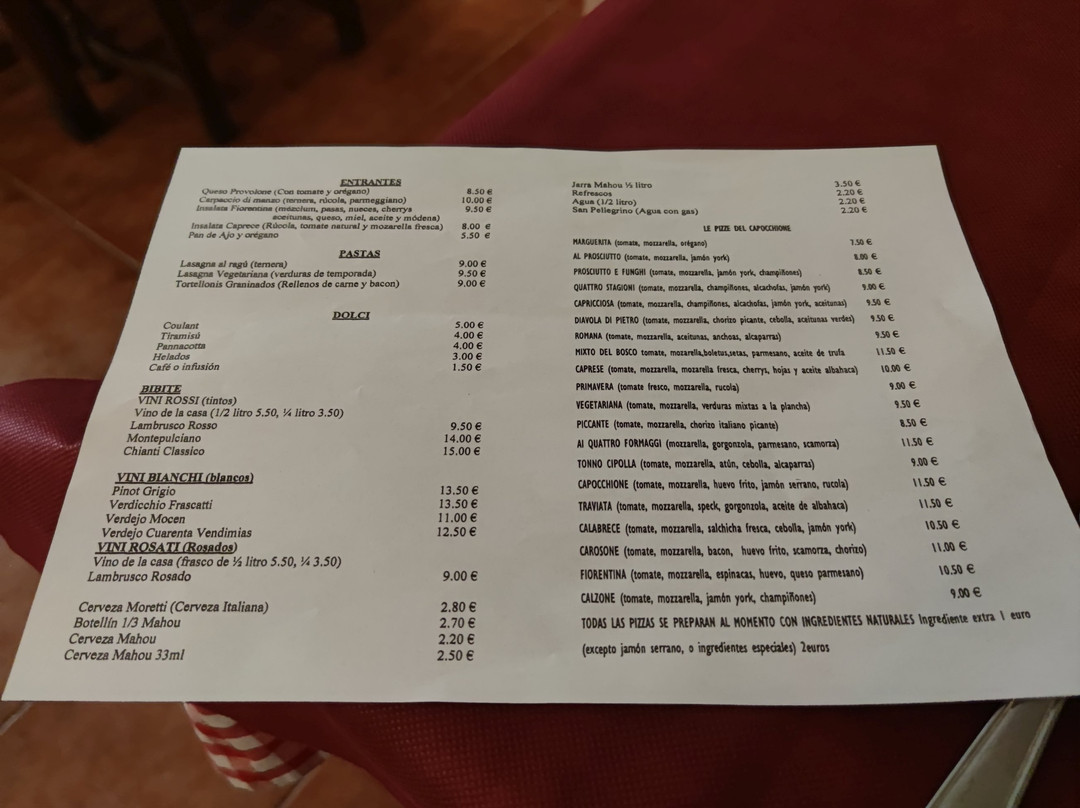 ENTRANTES
Queso Provolone (Con tomate y orégano) 8.50 €
Carpaccio di manzo (ternera, rúcola, parmeggiano) 10.00 €
Insalata Fiorentina (mézclum, pasas, nueces, cherrys 9.50 €
aceitunas, queso, miel, aceite y módena)
Insalata Caprece (Rúcola, tomate natural y mozarella fresca) 8.00 €
Pan de Ajo y orégano 5.50 €
PASTAS
Lasagna al ragú (ternera) 9.00 €
Lasagna Vegetariana (verduras de temporada) 9.50 €
Tortellonis Graninados (Rellenos de carne y bacon) 9.00 €
DOLCI
Coulant 5.00 €
Tiramisú 4.00 €
Pannacotta 4.00 €
Helados 3.00 €
Café o infusión 1.50 €
BIBITE
VINI ROSSI (tintos)
Vino de la casa (1/2 litro 5.50, ¼ litro 3.50)
Lambrusco Rosso 9.50 €
Montepulciano 14.00 €
Chianti Classico 15.00 €
VINI BIANCHI (blancos)
Pinot Grigio 13.50 €
Verdicchio Frascatti 13.50 €
Verdejo Mocen 11.00 €
Verdejo Cuarenta Vendimias 12.50 €
VINI ROSATI (Rosados)
Vino de la casa (frasco de ½ litro 5.50, ¼ 3.50)
Lambrusco Rosado 9.00 €
Cerveza Moretti (Cerveza Italiana) 2.80 €
Botellín 1/3 Mahou 2.70 €
Cerveza Mahou 2.20 €
Cerveza Mahou 33ml 2.50 €
Jarra Mahou ½ litro 3.50 €
Refrescos 2.20 €
Agua (1/2 litro) 2.20 €
San Pellegrino (Agua con gas) 2.20 €
LE PIZZE DEL CAPOCCHIONE
MARGUERITA (tomate, mozzarella, orégano) 7.50 €
AL PROSCIUTTO (tomate, mozzarella, jamón york) 8.00 €
PROSCIUTTO E FUNGHI (tomate, mozzarella, jamón york, champiñones) 8.50 €
QUATTRO STAGIONI (tomate, mozzarella, champiñones, alcachofas, jamón york) 9.00 €
CAPRICCIOSA (tomate, mozzarella, champiñones, alcachofas, jamón york, aceitunas) 9.50 €
DIAVOLA DI PIETRO (tomate, mozzarella, chorizo picante, cebolla, aceitunas verdes) 9.50 €
ROMANA (tomate, mozzarella, aceitunas, anchoas, alcaparras) 9.50 €
MIXTO DEL BOSCO tomate, mozarella,boletus,setas, parmesano, aceite de trufa 11.50 €
CAPRESE (tomate, mozzarella, mozarella fresca, cherrys, hojas y aceite albahaca) 10.00 €
PRIMAVERA (tomate fresco, mozzarella, rucola) 9.00 €
VEGETARIANA (tomate, mozzarella, verduras mixtas a la plancha) 9.50 €
PICCANTE (tomate, mozzarella, chorizo italiano picante) 8.50 €
AI QUATTRO FORMAGGI (mozzarella, gorgonzola, parmesano, scamorza) 11.50 €
TONNO CIPOLLA (tomate, mozzarella, atún, cebolla, alcaparras) 9.00 €
CAPOCCHIONE (tomate, mozzarella, huevo frito, jamón serrano, rucola) 11.50 €
TRAVIATA (tomate, mozzarella, speck, gorgonzola, aceite de albahaca) 11.50 €
CALABRECE (tomate, mozzarella, salchicha fresca, cebolla, jamón york) 10.50 €
CAROSONE (tomate, mozzarella, bacon, huevo frito, scamorza, chorizo) 11.00 €
FIORENTINA (tomate, mozzarella, espinacas, huevo, queso parmesano) 10.50 €
CALZONE (tomate, mozzarella, jamón york, champiñones) 9.00 €
TODAS LAS PIZZAS SE PREPARAN AL MOMENTO CON INGREDIENTES NATURALES Ingrediente extra 1 euro
(excepto jamón serrano, o ingredientes especiales) 2euros